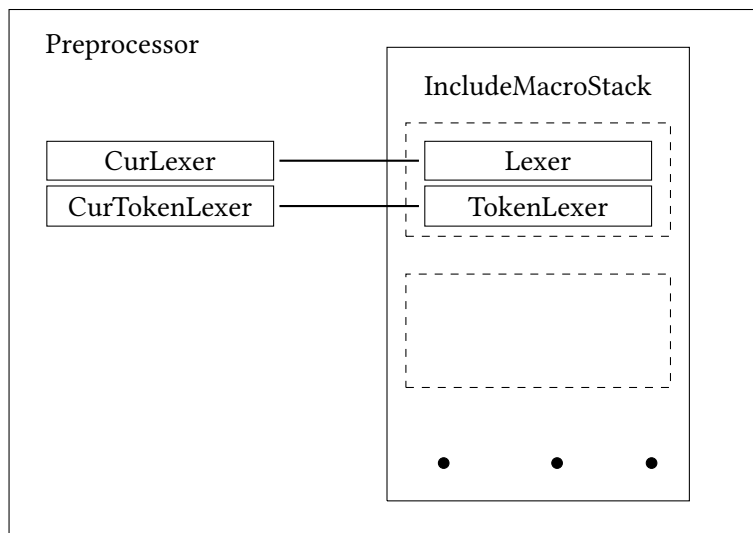 Preprocessor
IncludeMacroStack
CurLexer
Lexer
CurTokenLexer
TokenLexer